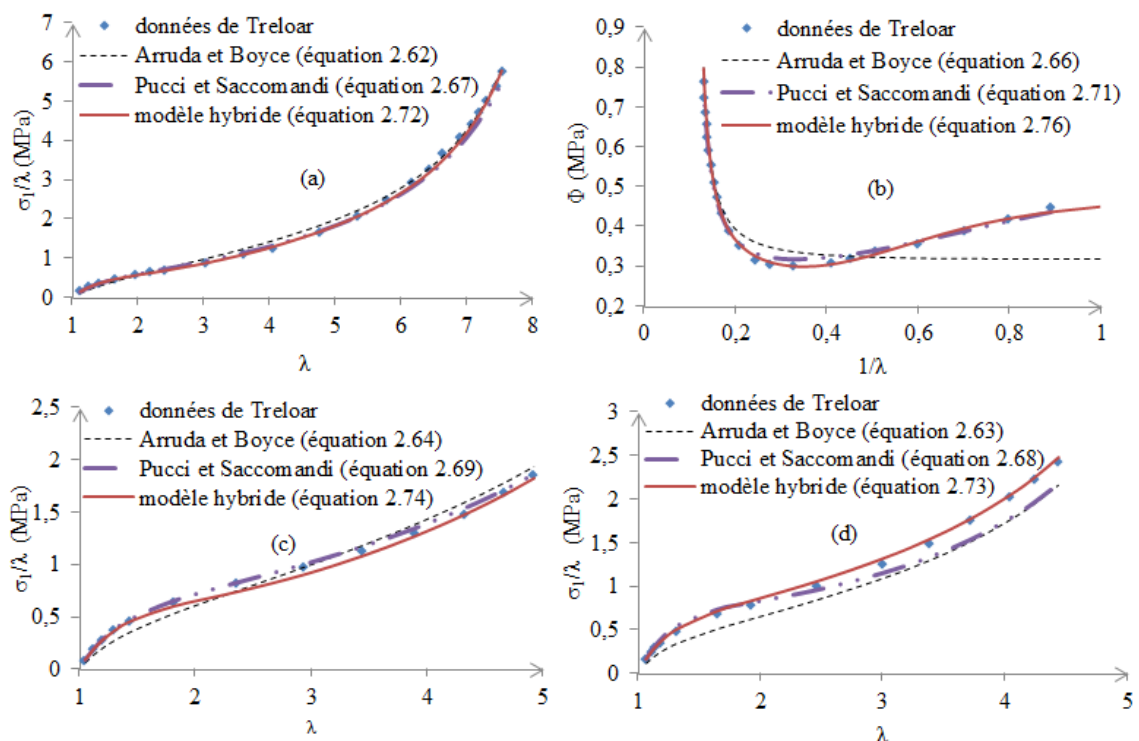 7
6
5
4
3
2
1
0
σ₁/λ (MPa)
données de Treloar
Arruda et Boyce (équation 2.62)
Pucci et Saccomandi (équation 2.67)
modèle hybride (équation 2.72)
(a)
1 2 3 4 5 6 7 8
λ
0,9
0,8
0,7
0,6
0,5
0,4
0,3
0,2
Φ (MPa)
données de Treloar
Arruda et Boyce (équation 2.66)
Pucci et Saccomandi (équation 2.71)
modèle hybride (équation 2.76)
(b)
0 0,2 0,4 0,6 0,8 1
1/λ
2,5
2
1,5
1
0,5
0
σ₁/λ (MPa)
données de Treloar
Arruda et Boyce (équation 2.64)
Pucci et Saccomandi (équation 2.69)
modèle hybride (équation 2.74)
(c)
1 2 3 4 5
λ
3
2,5
2
1,5
1
0,5
0
σ₁/λ (MPa)
données de Treloar
Arruda et Boyce (équation 2.63)
Pucci et Saccomandi (équation 2.68)
modèle hybride (équation 2.73)
(d)
1 2 3 4 5
λ